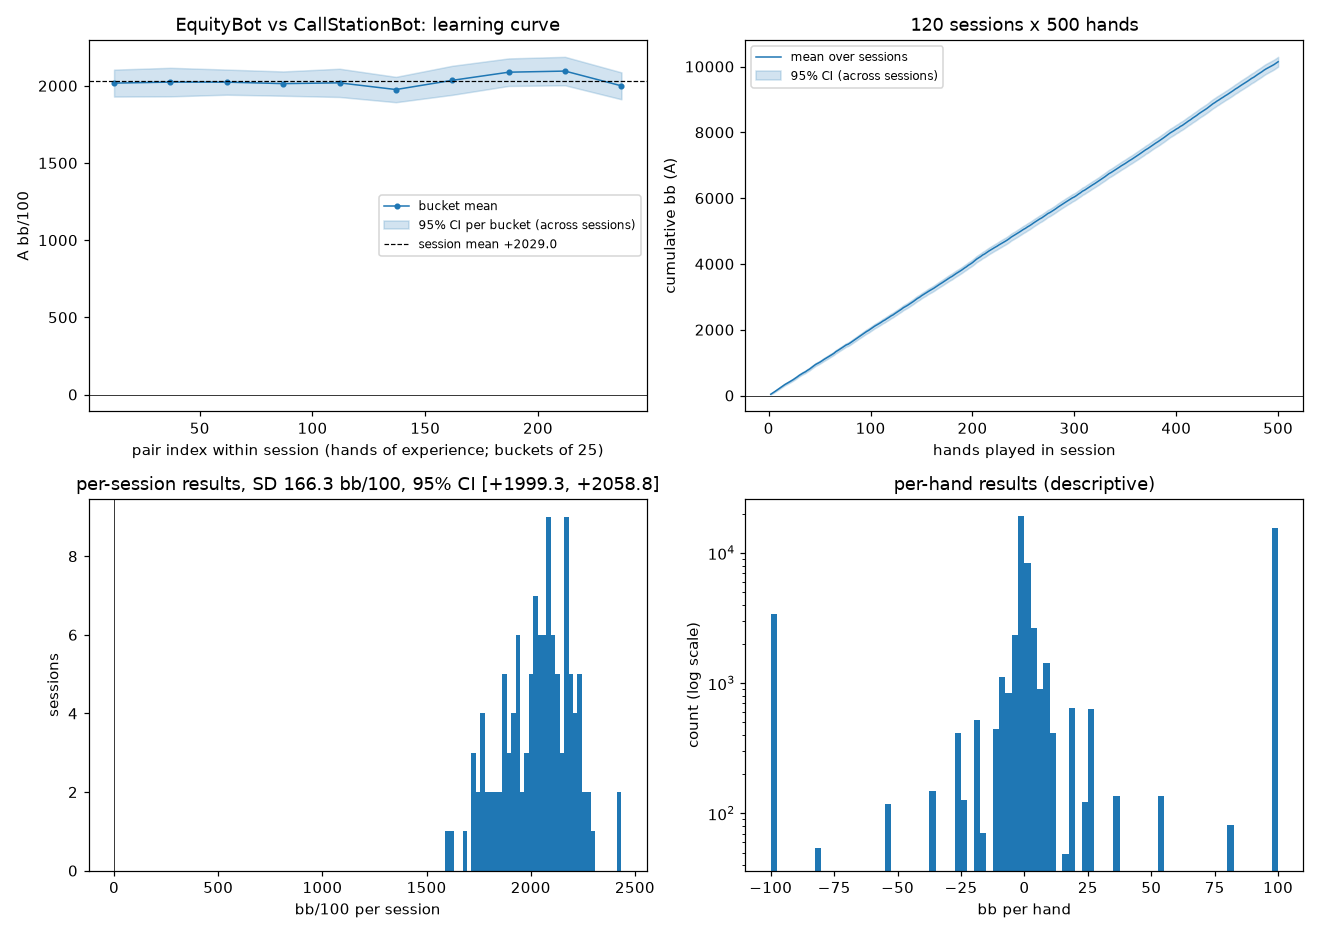 EquityBot vs CallStationBot: learning curve
A bb/100
2000
1500
1000
500
0
bucket mean
95% CI per bucket (across sessions)
session mean +2029.0
50
100
150
200
pair index within session (hands of experience; buckets of 25)
120 sessions x 500 hands
cumulative bb (A)
10000
8000
6000
4000
2000
0
mean over sessions
95% CI (across sessions)
0
100
200
300
400
500
hands played in session
per-session results, SD 166.3 bb/100, 95% CI [+1999.3, +2058.8]
sessions
8
6
4
2
0
0
500
1000
1500
2000
2500
bb/100 per session
per-hand results (descriptive)
count (log scale)
10⁴
10³
10²
−100
−75
−50
−25
0
25
50
75
100
bb per hand